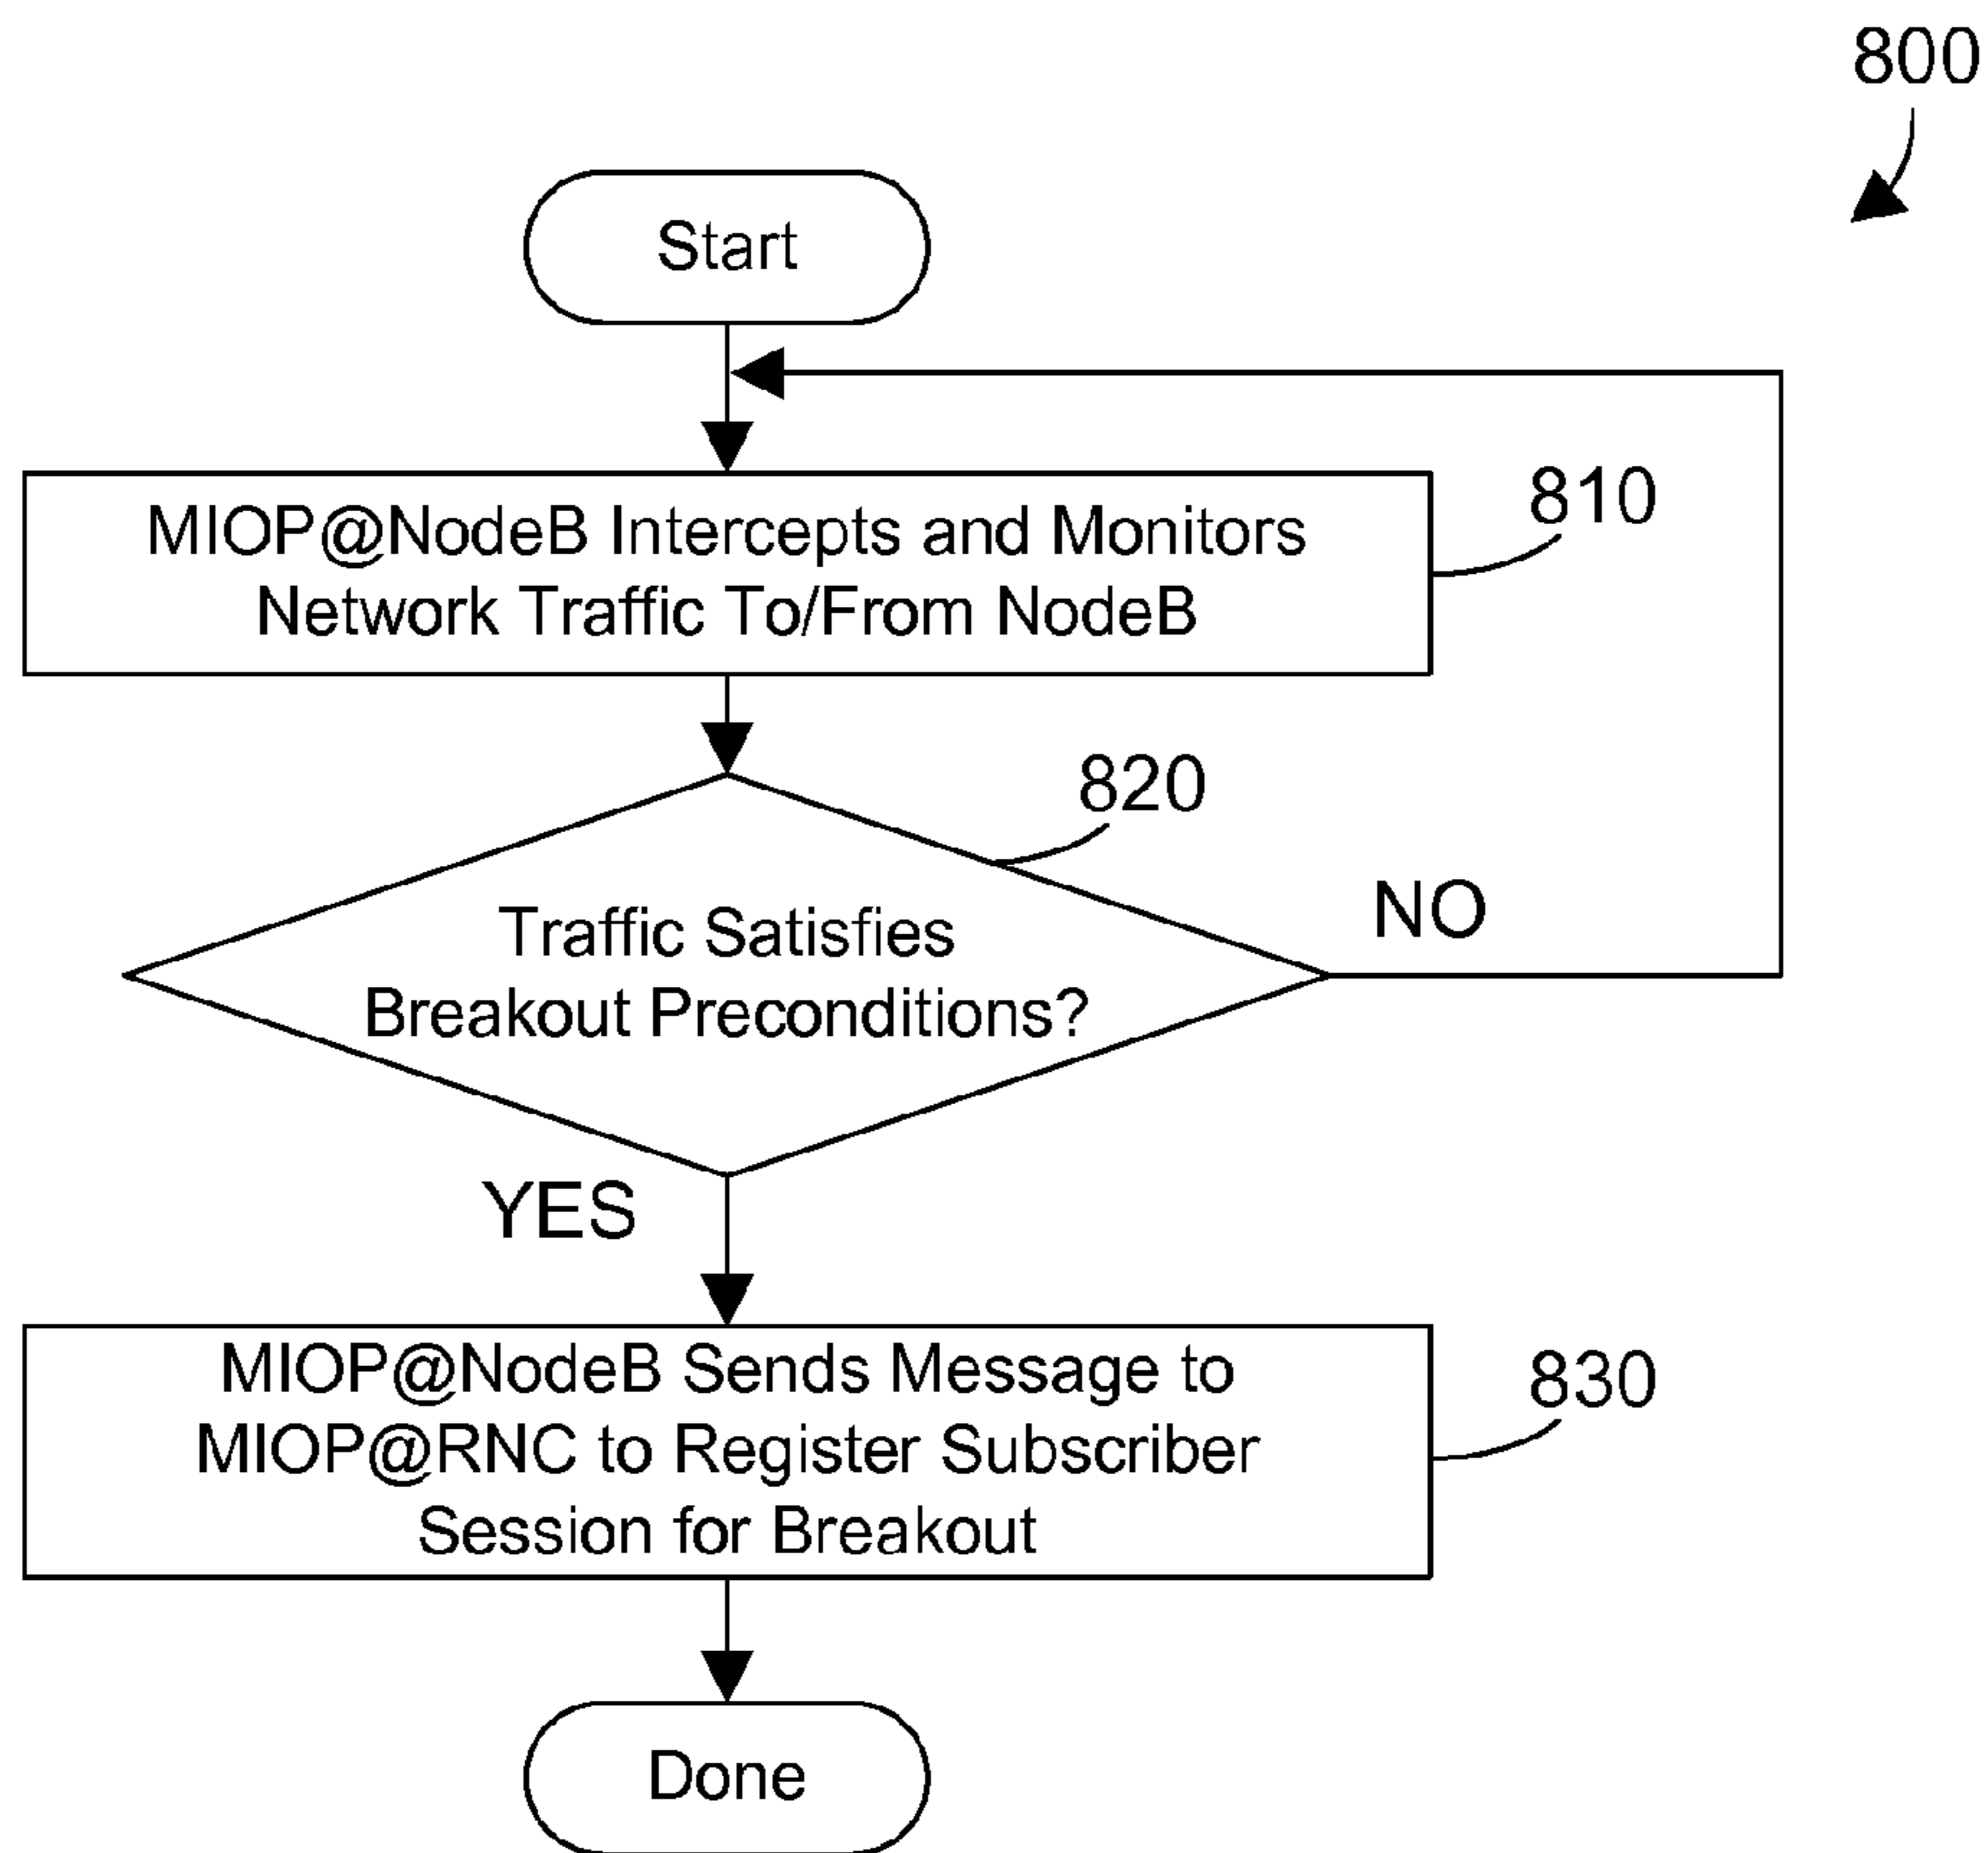 800
Start
MIOP@NodeB Intercepts and Monitors
Network Traffic To/From NodeB
810
820
Traffic Satisfies
Breakout Preconditions?
NO
YES
MIOP@NodeB Sends Message to
MIOP@RNC to Register Subscriber
Session for Breakout
830
Done